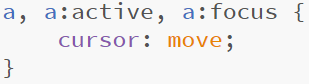 a, a:active, a:focus {
    cursor: move;
}